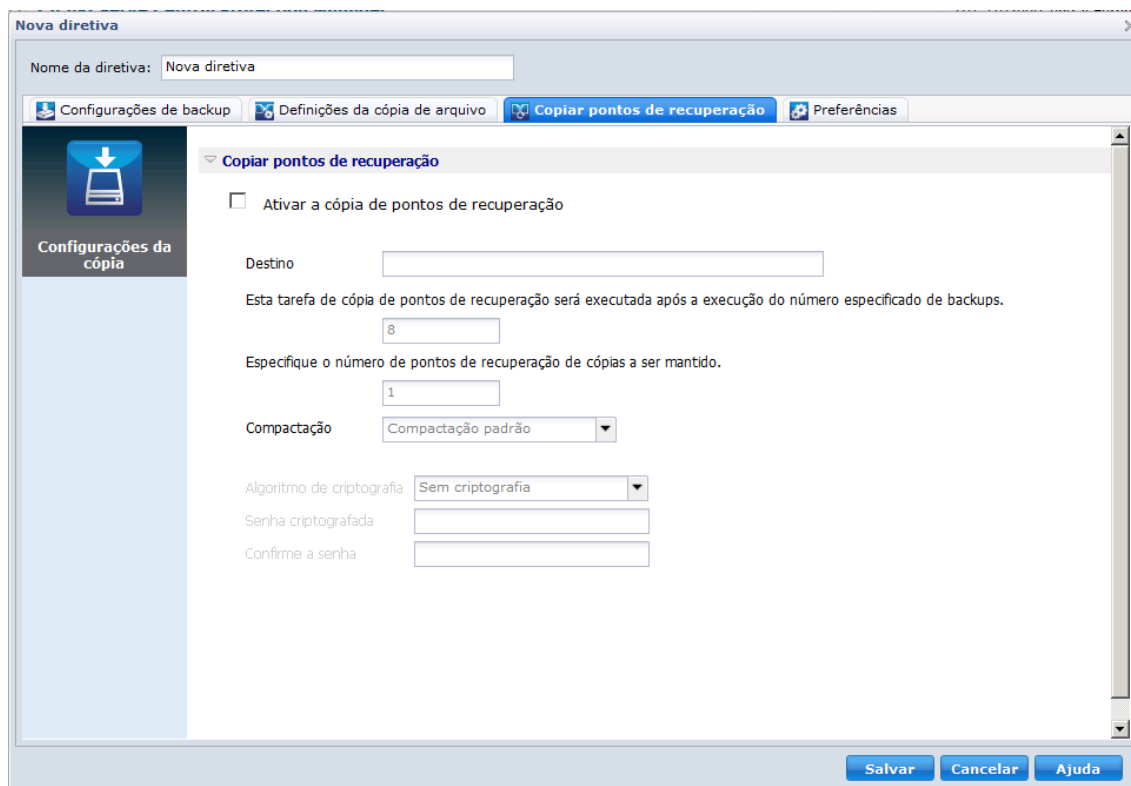 Nova diretiva
Nome da diretiva: Nova diretiva
Configurações de backup Definições da cópia de arquivo Copiar pontos de recuperação Preferências
Configurações da
cópia
Copiar pontos de recuperação
Ativar a cópia de pontos de recuperação
Destino
Esta tarefa de cópia de pontos de recuperação será executada após a execução do número especificado de backups.
8
Especifique o número de pontos de recuperação de cópias a ser mantido.
1
Compactação Compactação padrão
Algoritmo de criptografia Sem criptografia
Senha criptografada
Confirme a senha
Salvar Cancelar Ajuda